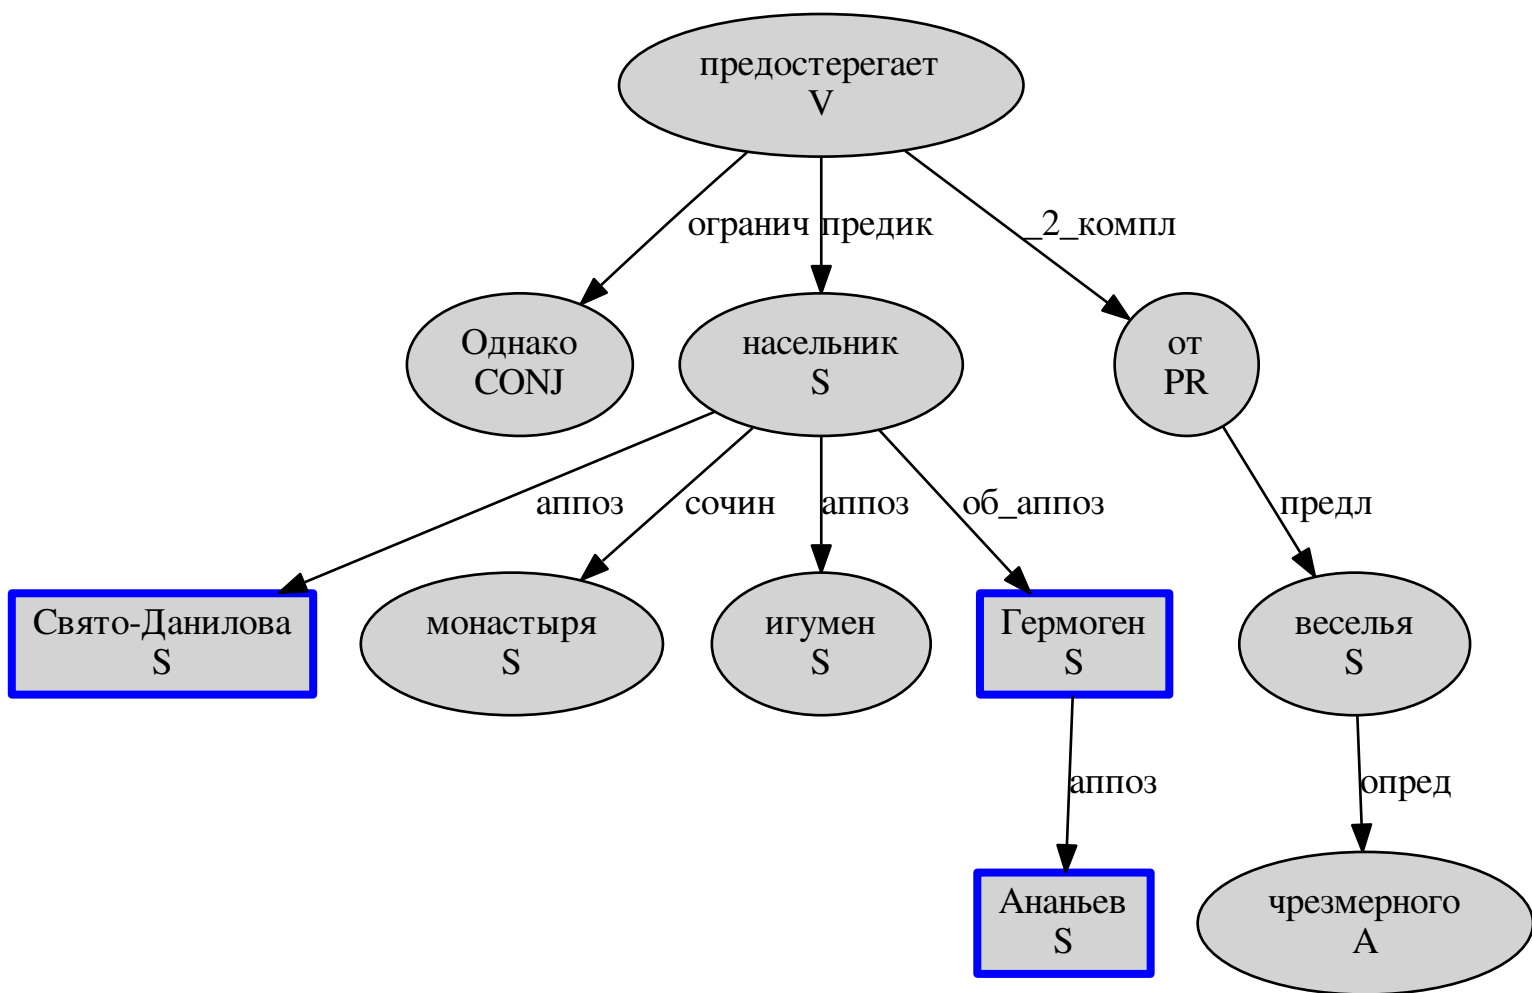 предостерегает
V
огранич
предик
_2_компл
Однако
CONJ
насельник
S
от
PR
аппоз
сочин
аппоз
об_аппоз
предл
Свято-Данилова
S
монастыря
S
игумен
S
Гермоген
S
веселья
S
аппоз
опред
Ананьев
S
чрезмерного
A